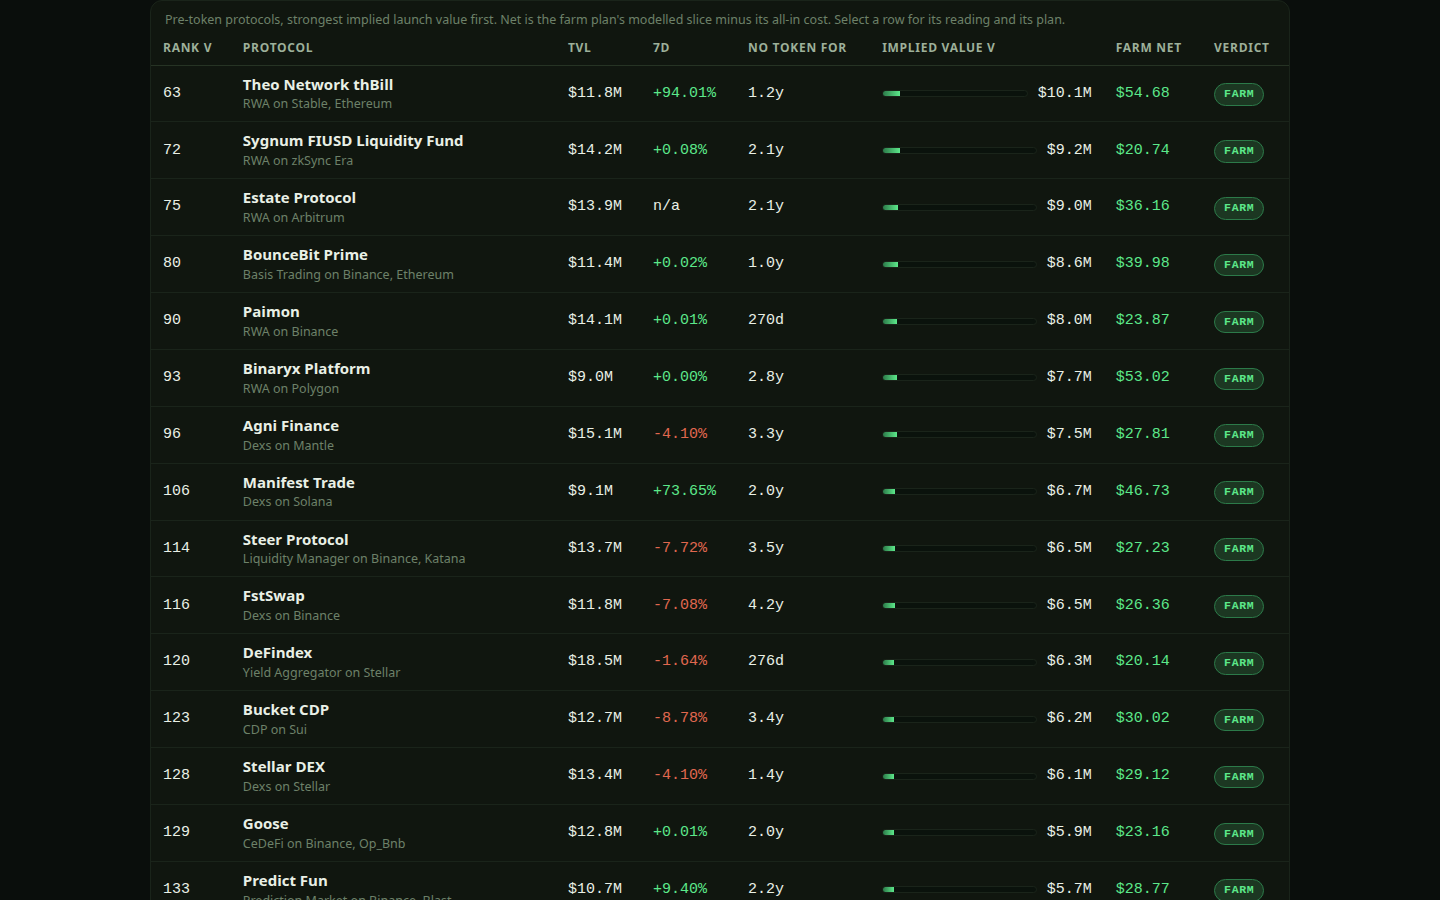 Pre-token protocols, strongest implied launch value first. Net is the farm plan's modelled slice minus its all-in cost. Select a row for its reading and its plan.
RANK V PROTOCOL TVL 7D NO TOKEN FOR IMPLIED VALUE V FARM NET VERDICT
63 Theo Network thBill $11.8M +94.01% 1.2y $10.1M $54.68 FARM
RWA on Stable, Ethereum
72 Sygnum FIUSD Liquidity Fund $14.2M +0.08% 2.1y $9.2M $20.74 FARM
RWA on zkSync Era
75 Estate Protocol $13.9M n/a 2.1y $9.0M $36.16 FARM
RWA on Arbitrum
80 BounceBit Prime $11.4M +0.02% 1.0y $8.6M $39.98 FARM
Basis Trading on Binance, Ethereum
90 Paimon $14.1M +0.01% 270d $8.0M $23.87 FARM
RWA on Binance
93 Binaryx Platform $9.0M +0.00% 2.8y $7.7M $53.02 FARM
RWA on Polygon
96 Agni Finance $15.1M -4.10% 3.3y $7.5M $27.81 FARM
Dexs on Mantle
106 Manifest Trade $9.1M +73.65% 2.0y $6.7M $46.73 FARM
Dexs on Solana
114 Steer Protocol $13.7M -7.72% 3.5y $6.5M $27.23 FARM
Liquidity Manager on Binance, Katana
116 FstSwap $11.8M -7.08% 4.2y $6.5M $26.36 FARM
Dexs on Binance
120 DeFindex $18.5M -1.64% 276d $6.3M $20.14 FARM
Yield Aggregator on Stellar
123 Bucket CDP $12.7M -8.78% 3.4y $6.2M $30.02 FARM
CDP on Sui
128 Stellar DEX $13.4M -4.10% 1.4y $6.1M $29.12 FARM
Dexs on Stellar
129 Goose $12.8M +0.01% 2.0y $5.9M $23.16 FARM
CeDeFi on Binance, Op_Bnb
133 Predict Fun $10.7M +9.40% 2.2y $5.7M $28.77 FARM
Prediction Market on Binance, Blast